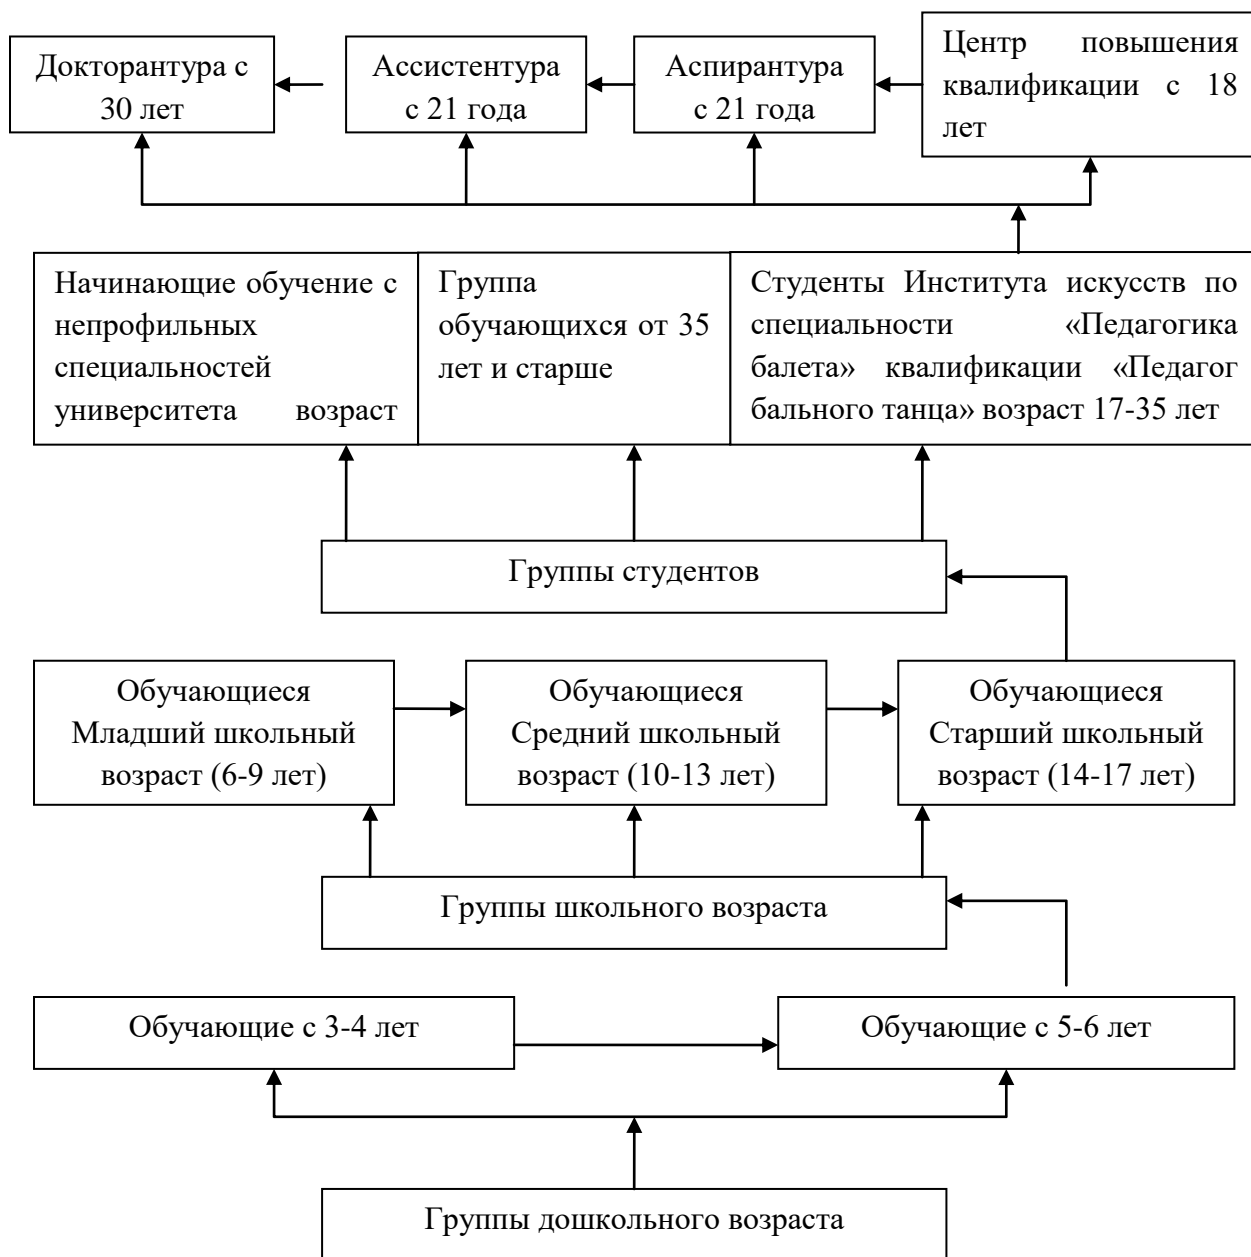 Докторантура с
30 лет
Ассистентура
с 21 года
Аспирантура
с 21 года
Центр повышения
квалификации с 18
лет
Начинающие обучение с
непрофильных
специальностей
университета возраст
Группа
обучающихся от 35
лет и старше
Студенты Института искусств по
специальности «Педагогика
балета» квалификации «Педагог
бального танца» возраст 17-35 лет
Группы студентов
Обучающиеся
Младший школьный
возраст (6-9 лет)
Обучающиеся
Средний школьный
возраст (10-13 лет)
Обучающиеся
Старший школьный
возраст (14-17 лет)
Группы школьного возраста
Обучающие с 3-4 лет
Обучающие с 5-6 лет
Группы дошкольного возраста